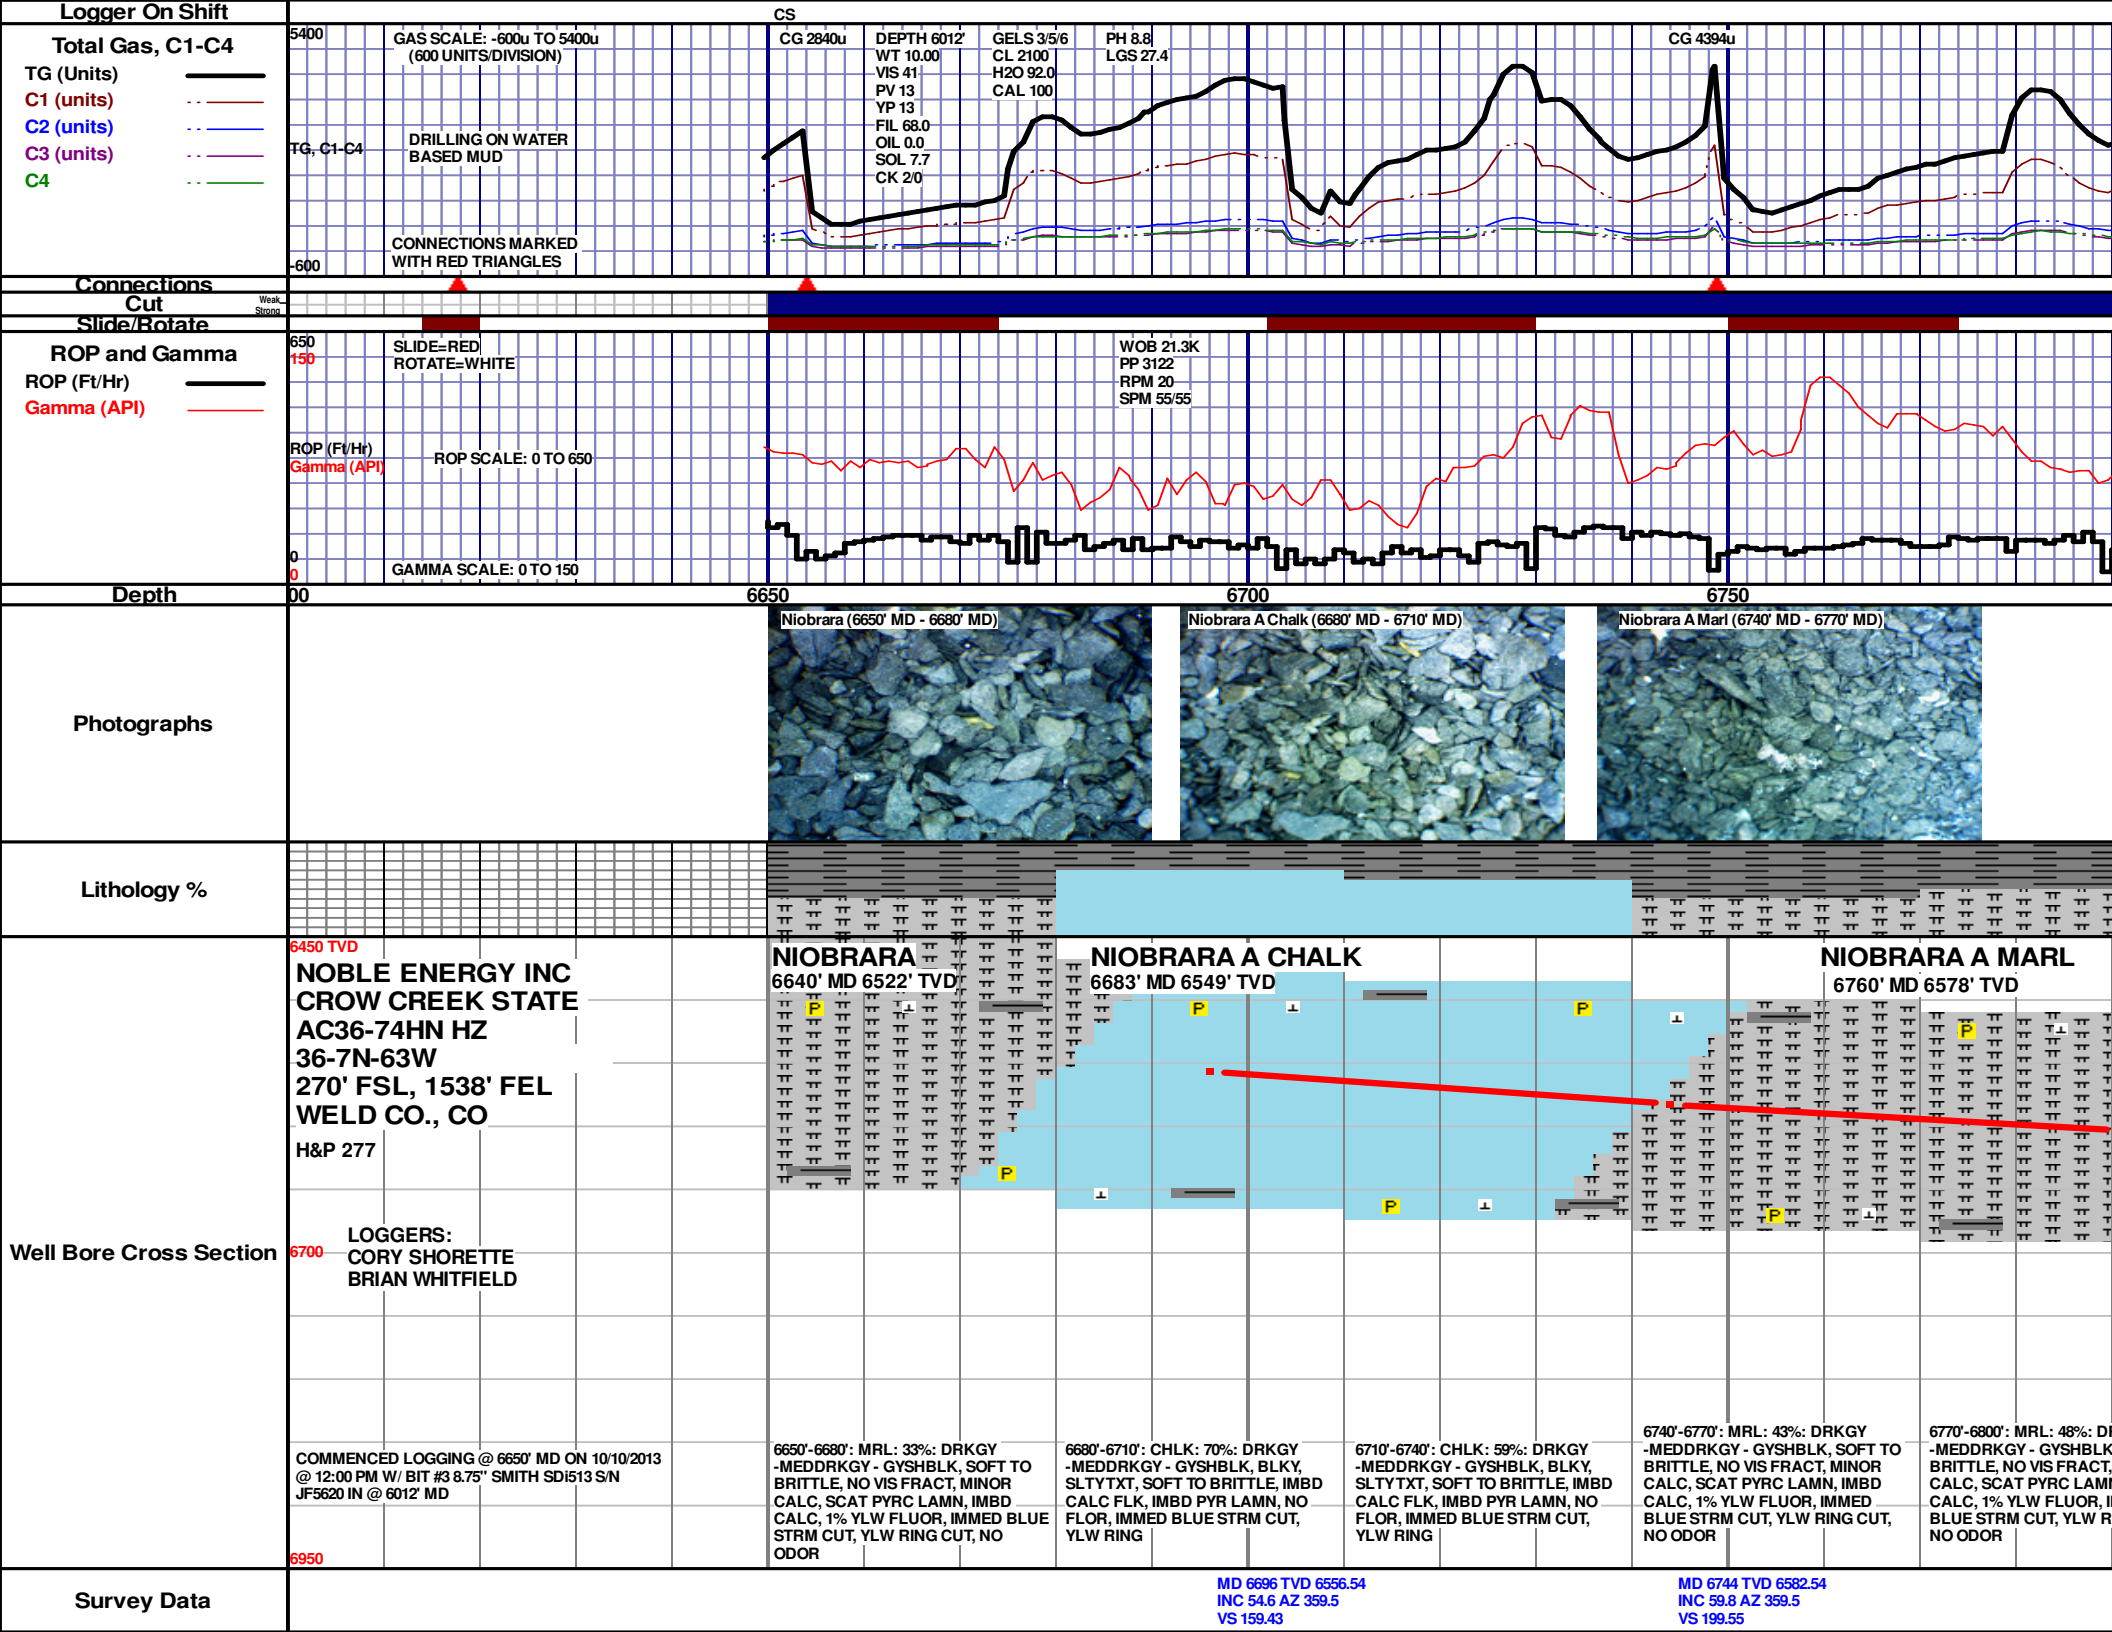 Logger On Shift
CS
Total Gas, C1-C4
TG (Units)
C1 (units)
C2 (units)
C3 (units)
C4
5400
TG, C1-C4
-600
GAS SCALE: -600u TO 5400u
(600 UNITS/DIVISION)
DRILLING ON WATER
BASED MUD
CONNECTIONS MARKED
WITH RED TRIANGLES
CG 2840u
DEPTH 6012'
WT 10.00
VIS 41
PV 13
YP 13
FIL 68.0
OIL 0.0
SOL 7.7
CK 2/0
GELS 3/5/6
CL 2100
H2O 92.0
CAL 100
PH 8.8
LGS 27.4
CG 4394u
Connections
Cut
Weak
Strong
Slide/Rotate
ROP and Gamma
ROP (Ft/Hr)
Gamma (API)
650
150
ROP (Ft/Hr)
Gamma (API)
0
0
SLIDE=RED
ROTATE=WHITE
ROP SCALE: 0 TO 650
GAMMA SCALE: 0 TO 150
WOB 21.3K
PP 3122
RPM 20
SPM 55/55
Depth
00
6650
6700
6750
Photographs
Niobrara (6650' MD - 6680' MD)
Niobrara A Chalk (6680' MD - 6710' MD)
Niobrara A Marl (6740' MD - 6770' MD)
Lithology %
Well Bore Cross Section
6450 TVD
6700
6950
NOBLE ENERGY INC
CROW CREEK STATE
AC36-74HN HZ
36-7N-63W
270' FSL, 1538' FEL
WELD CO., CO
H&P 277
LOGGERS:
CORY SHORETTE
BRIAN WHITFIELD
COMMENCED LOGGING @ 6650' MD ON 10/10/2013
@ 12:00 PM W/ BIT #3 8.75" SMITH SDi513 S/N
JF5620 IN @ 6012' MD
NIOBRARA
6640' MD 6522' TVD
NIOBRARA A CHALK
6683' MD 6549' TVD
NIOBRARA A MARL
6760' MD 6578' TVD
P
P
P
P
P
P
P
6650'-6680': MRL: 33%: DRKGY
-MEDDRKGY - GYSHBLK, SOFT TO
BRITTLE, NO VIS FRACT, MINOR
CALC, SCAT PYRC LAMN, IMBD
CALC, 1% YLW FLUOR, IMMED BLUE
STRM CUT, YLW RING CUT, NO
ODOR
6680'-6710': CHLK: 70%: DRKGY
-MEDDRKGY - GYSHBLK, BLKY,
SLTYTXT, SOFT TO BRITTLE, IMBD
CALC FLK, IMBD PYR LAMN, NO
FLOR, IMMED BLUE STRM CUT,
YLW RING
6710'-6740': CHLK: 59%: DRKGY
-MEDDRKGY - GYSHBLK, BLKY,
SLTYTXT, SOFT TO BRITTLE, IMBD
CALC FLK, IMBD PYR LAMN, NO
FLOR, IMMED BLUE STRM CUT,
YLW RING
6740'-6770': MRL: 43%: DRKGY
-MEDDRKGY - GYSHBLK, SOFT TO
BRITTLE, NO VIS FRACT, MINOR
CALC, SCAT PYRC LAMN, IMBD
CALC, 1% YLW FLUOR, IMMED
BLUE STRM CUT, YLW RING CUT,
NO ODOR
6770'-6800': MRL: 48%:
-MEDDRKGY - GYSHBLK
BRITTLE, NO VIS FRACT,
CALC, SCAT PYRC
CALC, 1% YLW FLUOR,
BLUE STRM CUT, YLW
NO ODOR
Survey Data
MD 6696 TVD 6556.54
INC 54.6 AZ 359.5
VS 159.43
MD 6744 TVD 6582.54
INC 59.8 AZ 359.5
VS 199.55